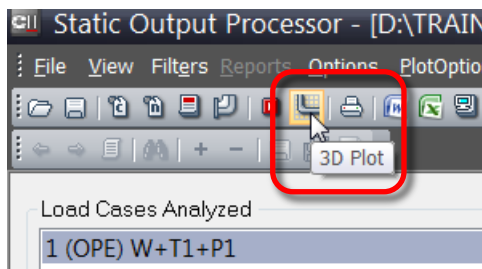 CII Static Output Processor - [D:\TRAIN
File View Filters Reports Options PlotOptio
3D Plot
Load Cases Analyzed
1 (OPE) W+T1+P1